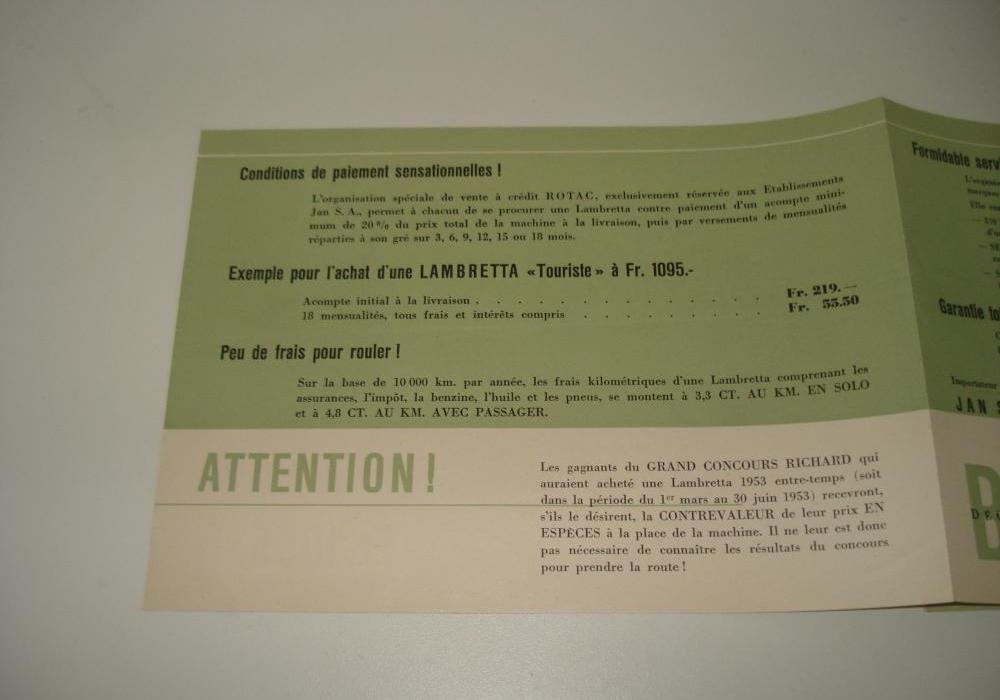 Conditions de paiement sensationnelles !
L'organisation spéciale de vente à crédit ROTAC, exclusivement réservée aux Etablissements
Jan S. A., permet à chacun de se procurer une Lambretta contre paiement d'un acompte mini-
mum de 20 % du prix total de la machine à la livraison, puis par versements de mensualités
réparties à son gré sur 3, 6, 9, 12, 15 ou 18 mois.
Exemple pour l'achat d'une LAMBRETTA «Touriste» à Fr. 1095.-
Acompte initial à la livraison . . . . . . . . . . . Fr. 219.—
18 mensualités, tous frais et intérêts compris . . . . . . . Fr. 55.50
Peu de frais pour rouler !
Sur la base de 10 000 km. par année, les frais kilométriques d'une Lambretta comprenant les
assurances, l'impôt, la benzine, l'huile et les pneus, se montent à 3,3 CT. AU KM. EN SOLO
et à 4,8 CT. AU KM. AVEC PASSAGER.
ATTENTION !
Les gagnants du GRAND CONCOURS RICHARD qui
auraient acheté une Lambretta 1953 entre-temps (soit
dans la période du 1er mars au 30 juin 1953) recevront,
s'ils le désirent, la CONTREVALEUR de leur prix EN
ESPÈCES à la place de la machine. Il ne leur est donc
pas nécessaire de connaître les résultats du concours
pour prendre la route !
Formidable
Elle
Garantie
Importateur
JAN